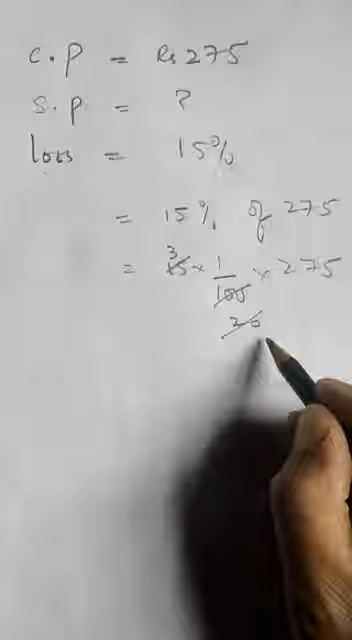 C.P = Rs 275
S.P = ?
loss = 15%
= 15% of 275
= 15 3 × 1/100 × 275
20